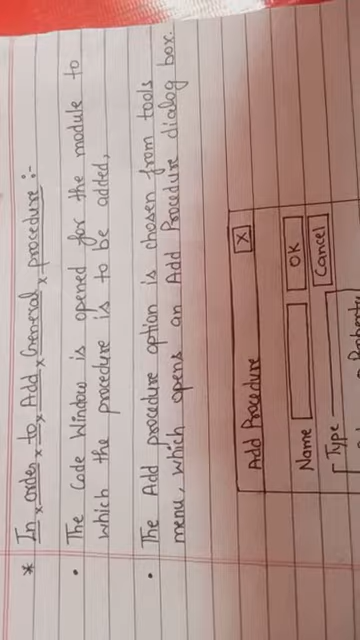 * In order to Add General procedure :-
• The Code Window is opened for the module to
which the procedure is to be added,
• The Add procedure option is chosen from tools
menu, which opens an Add Procedure dialog box.
Add Procedure X
Name OK
Cancel
Type